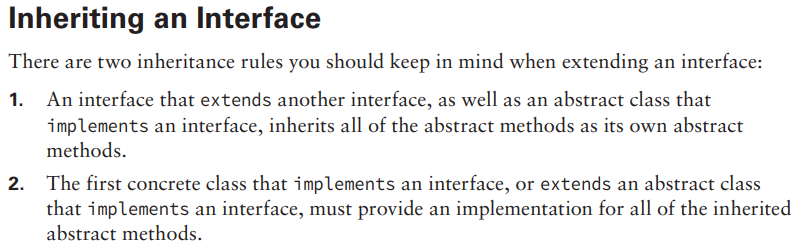 Inheriting an Interface
There are two inheritance rules you should keep in mind when extending an interface:
1. An interface that extends another interface, as well as an abstract class that
implements an interface, inherits all of the abstract methods as its own abstract
methods.
2. The first concrete class that implements an interface, or extends an abstract class
that implements an interface, must provide an implementation for all of the inherited
abstract methods.